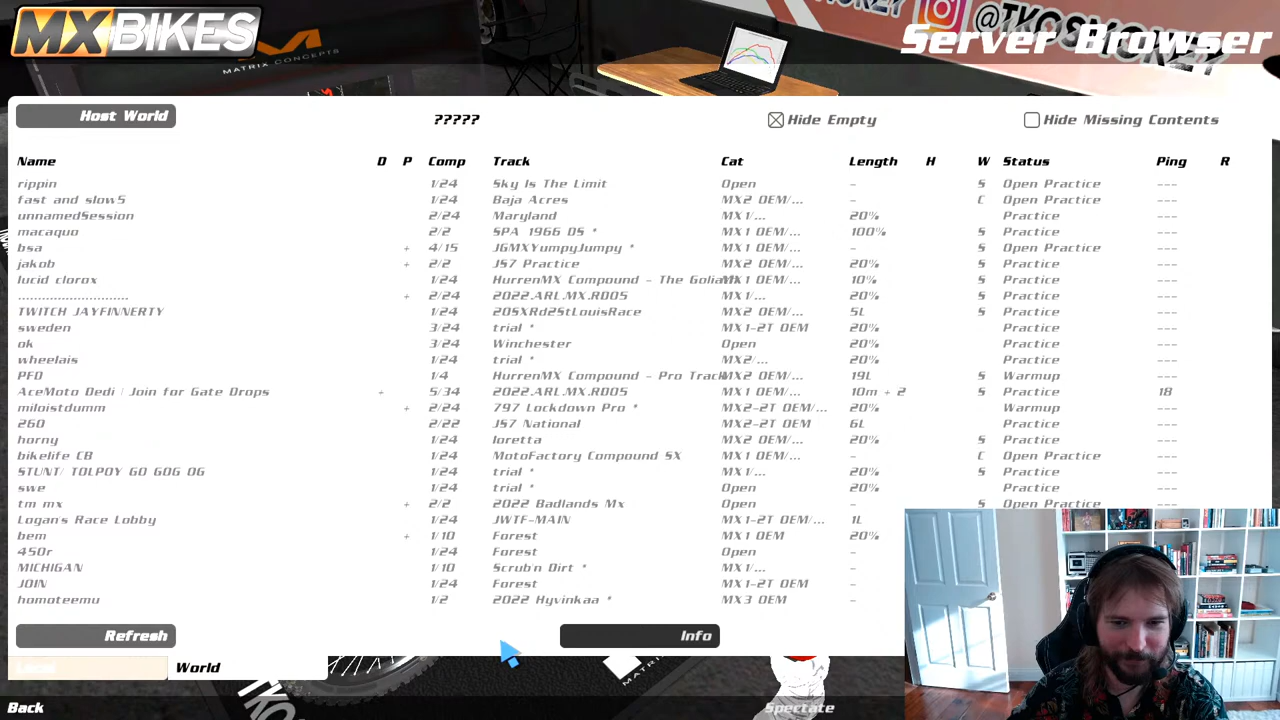 MXBIKES
MATRIX CONCEPTS
@TKOSMOKEY
Server Browser
Host World
?????
Hide Empty
Hide Missing Contents
Name D P Comp Track Cat Length H W Status Ping R
rippin 1/24 Sky Is The Limit Open - S Open Practice ---
fast and slow5 1/24 Baja Acres MX2 OEM/... - C Open Practice ---
unnamedSession 2/24 Maryland MX1/... 20% Practice ---
macaquo 2/2 SPA 1966 DS * MX1 OEM/... 100% S Practice ---
bsa + 4/15 JGMXYumpyJumpy * MX1 OEM/... - S Open Practice ---
jakob + 2/2 JS7 Practice MX2 OEM/... 20% S Practice ---
lucid clorox 1/24 HurrenMX Compound - The Goliath MX1 OEM/... 10% S Practice ---
............................ + 2/24 2022.ARL.MX.RD05 MX1/... 20% S Practice ---
TWITCH JAYFINNERTY 1/24 20SXRd2StLouisRace MX2 OEM/... 5L S Practice ---
sweden 3/24 trial * MX1-2T OEM 20% Practice ---
ok 3/24 Winchester Open 20% Practice ---
wheelais 1/24 trial * MX2/... 20% Practice ---
PFD 1/4 HurrenMX Compound - Pro Track MX2 OEM/... 19L S Warmup ---
AceMoto Dedi | Join for Gate Drops + 5/34 2022.ARL.MX.RD05 MX1 OEM/... 10m + 2 S Practice 18
miloistdumm + 2/24 797 Lockdown Pro * MX2-2T OEM/... 20% Warmup ---
260 2/22 JS7 National MX2-2T OEM 6L Practice ---
horny 1/24 loretta MX2 OEM/... 20% S Practice ---
bikelife CB 1/24 MotoFactory Compound SX MX1 OEM/... - C Open Practice ---
STUNT/ TOLPOY GO GOG OG 1/24 trial * MX1/... 20% S Practice ---
swe 1/24 trial * Open 20% Practice ---
tm mx + 2/2 2022 Badlands Mx Open - S Open Practice ---
Logan's Race Lobby 1/24 JWTF-MAIN MX1-2T OEM/... 1L
bem + 1/10 Forest MX1 OEM 20%
450r 1/24 Forest Open -
MICHIGAN 1/10 Scrub'n Dirt * MX1/... -
JOIN 1/24 Forest MX1-2T OEM -
homoteemu 1/2 2022 Hyvinkaa * MX3 OEM -
Refresh
Info
Local
World
Back
Spectate